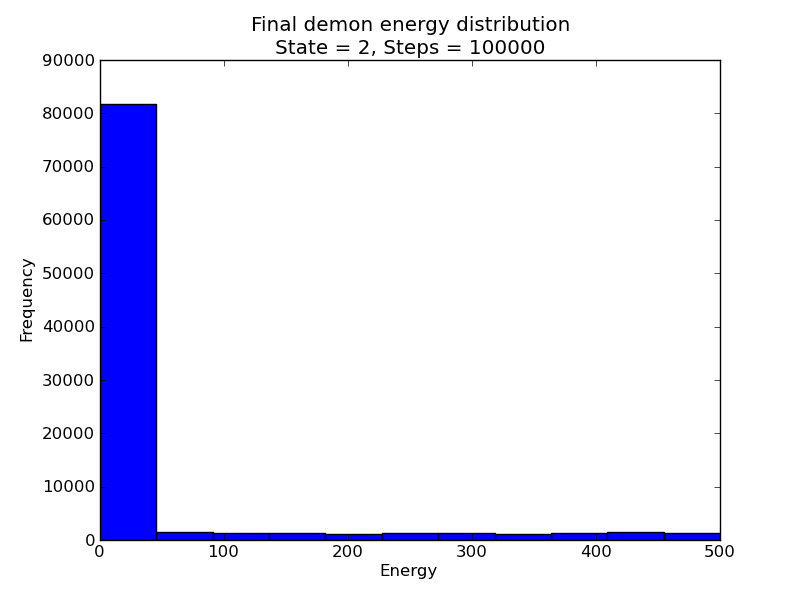 Final demon energy distribution
State = 2, Steps = 100000
90000
80000
70000
60000
50000
40000
30000
20000
10000
0
Frequency
0 100 200 300 400 500
Energy